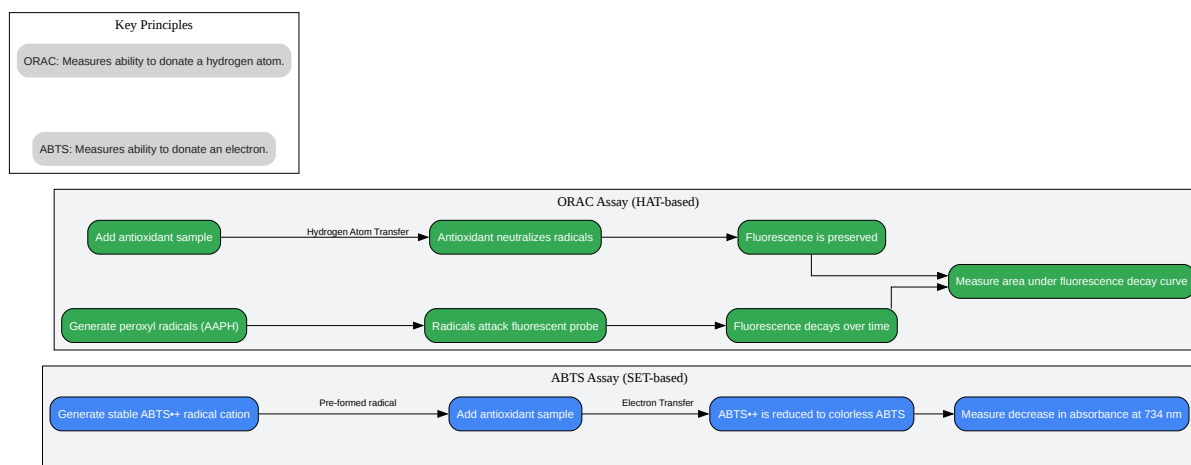 Key Principles
ORAC: Measures ability to donate a hydrogen atom.
ABTS: Measures ability to donate an electron.
ORAC Assay (HAT-based)
Add antioxidant sample
Hydrogen Atom Transfer
Antioxidant neutralizes radicals
Fluorescence is preserved
Measure area under fluorescence decay curve
Generate peroxyl radicals (AAPH)
Radicals attack fluorescent probe
Fluorescence decays over time
ABTS Assay (SET-based)
Generate stable ABTS•+ radical cation
Pre-formed radical
Add antioxidant sample
Electron Transfer
ABTS•+ is reduced to colorless ABTS
Measure decrease in absorbance at 734 nm